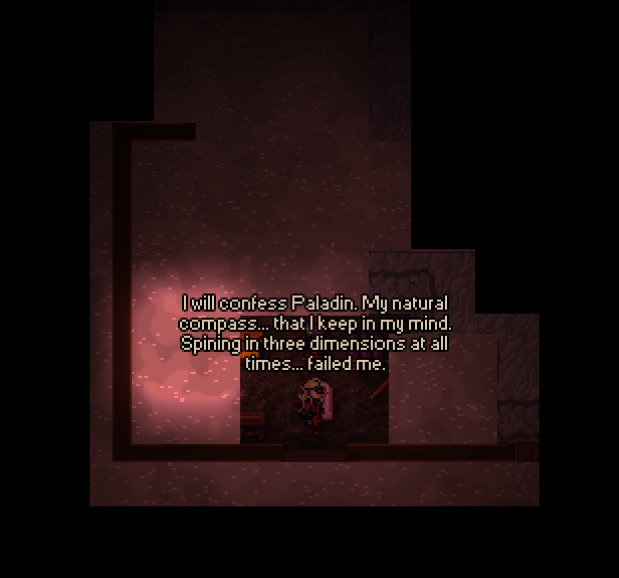 I will confess Paladin. My natural
compass... that I keep in my mind.
Spining in three dimensions at all
times... failed me.